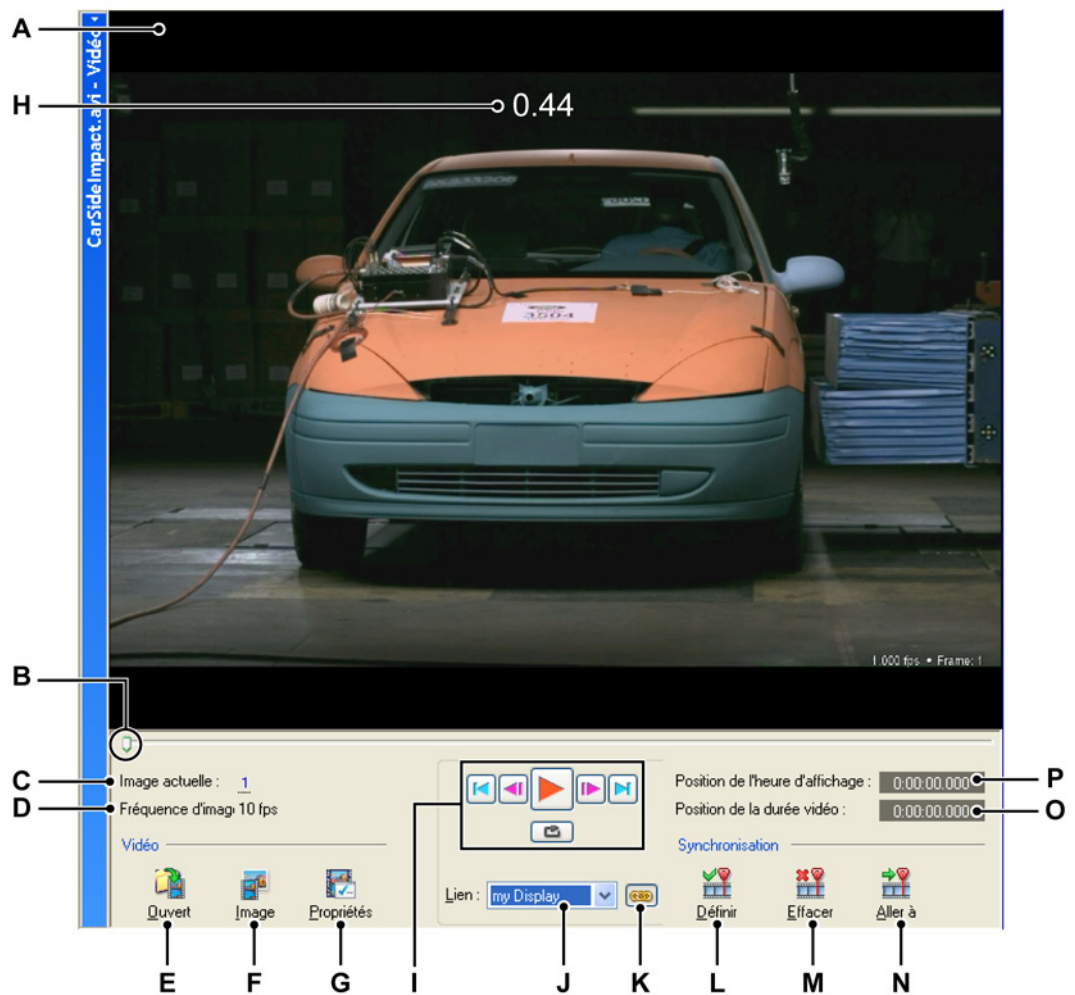 A
H
CarSideImpact.avi - Vidéo
0.44
3504
1.000 fps • Frame: 1
B
C
Image actuelle : 1
Position de l'heure d'affichage : 0:00:00.000
P
D
Fréquence d'imag 10 fps
Position de la durée vidéo : 0:00:00.000
O
Vidéo
Synchronisation
Ouvert
Image
Propriétés
Lien : my Display
Définir
Effacer
Aller à
E
F
G
I
J
K
L
M
N